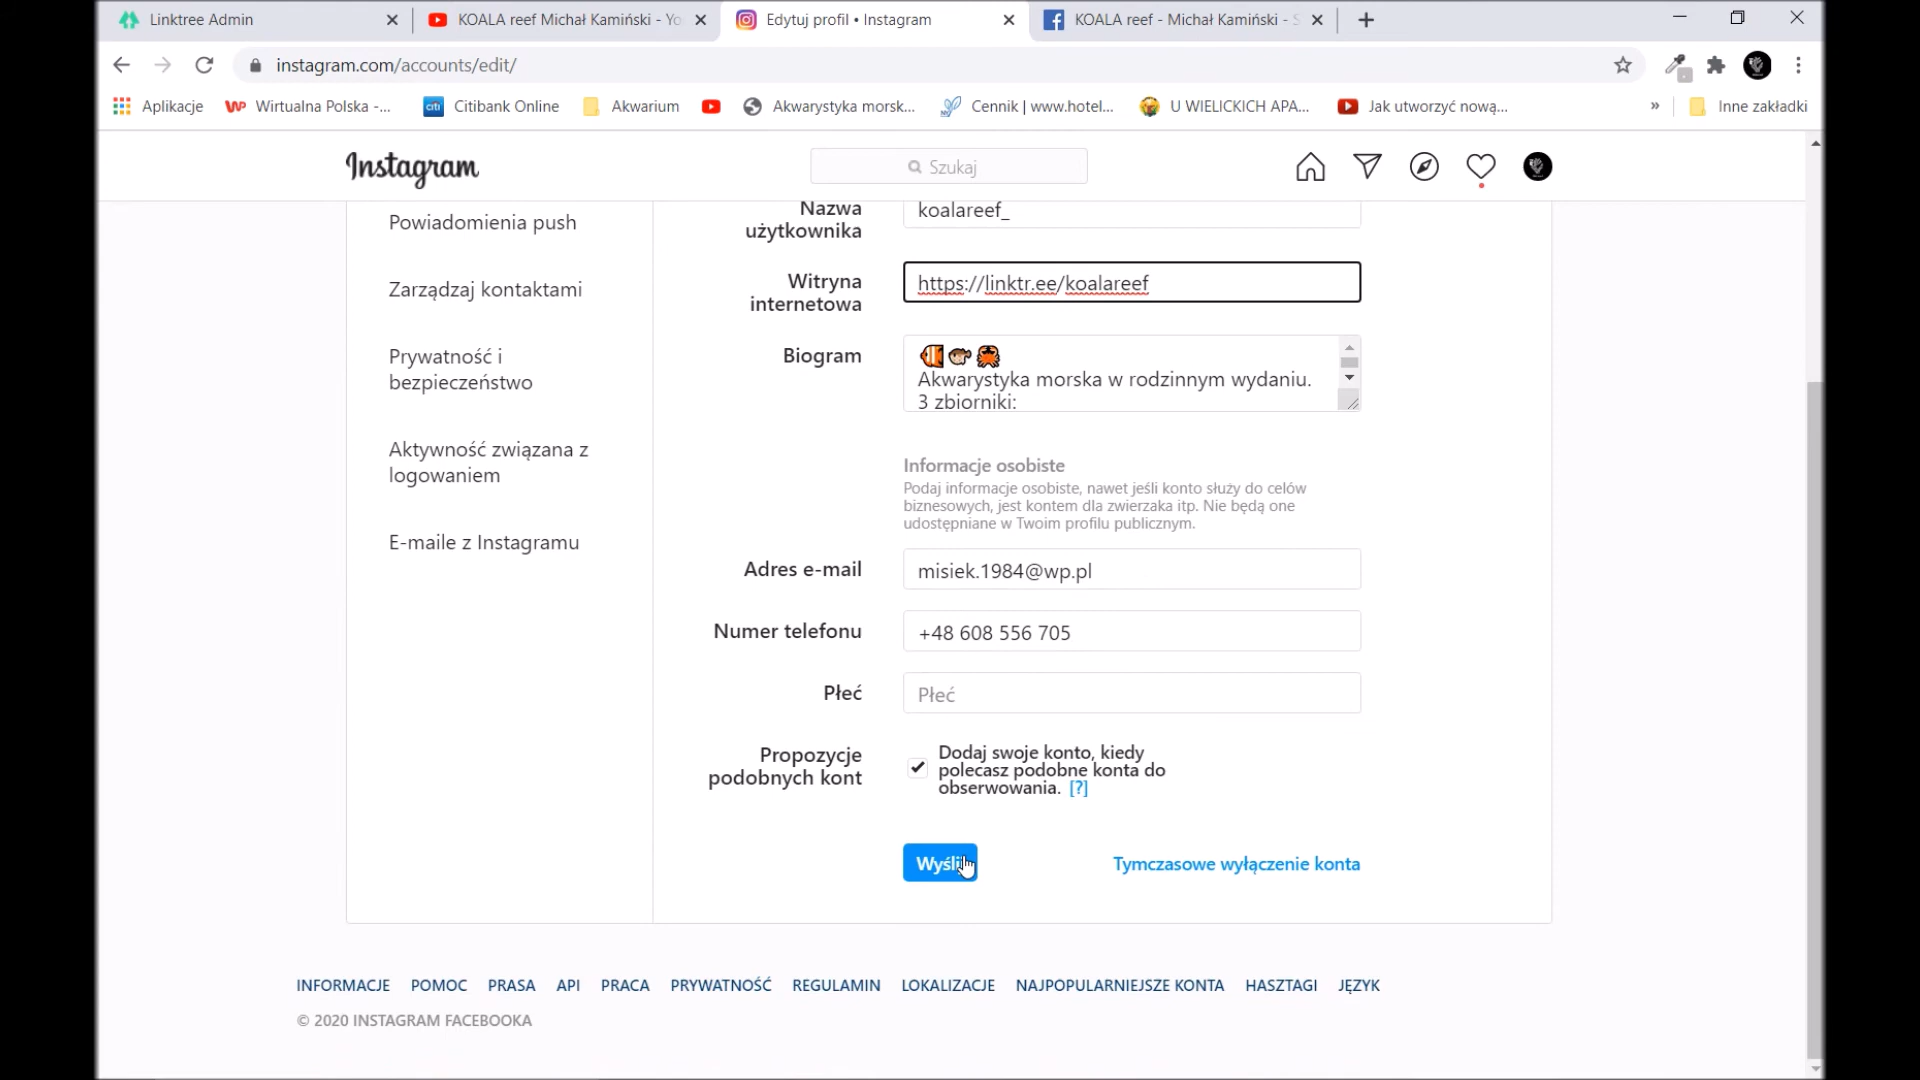 Linktree Admin
KOALA reef Michał Kamiński - Yo
Edytuj profil • Instagram
KOALA reef - Michał Kamiński - S
instagram.com/accounts/edit/
Aplikacje
Wirtualna Polska -...
Citibank Online
Akwarium
Akwarystyka morsk...
Cennik | www.hotel...
U WIELICKICH APA...
Jak utworzyć nową...
»
Inne zakładki
Instagram
Szukaj
Powiadomienia push
Zarządzaj kontaktami
Prywatność i
bezpieczeństwo
Aktywność związana z
logowaniem
E-maile z Instagramu
Nazwa
użytkownika
koalareef_
Witryna
internetowa
https://linktr.ee/koalareef
Biogram
Akwarystyka morska w rodzinnym wydaniu.
3 zbiorniki:
Informacje osobiste
Podaj informacje osobiste, nawet jeśli konto służy do celów
biznesowych, jest kontem dla zwierzaka itp. Nie będą one
udostępniane w Twoim profilu publicznym.
Adres e-mail
misiek.1984@wp.pl
Numer telefonu
+48 608 556 705
Płeć
Płeć
Propozycje
podobnych kont
Dodaj swoje konto, kiedy
polecasz podobne konta do
obserwowania. [?]
Wyślij
Tymczasowe wyłączenie konta
INFORMACJE POMOC PRASA API PRACA PRYWATNOŚĆ REGULAMIN LOKALIZACJE NAJPOPULARNIEJSZE KONTA HASZTAGI JĘZYK
© 2020 INSTAGRAM FACEBOOKA